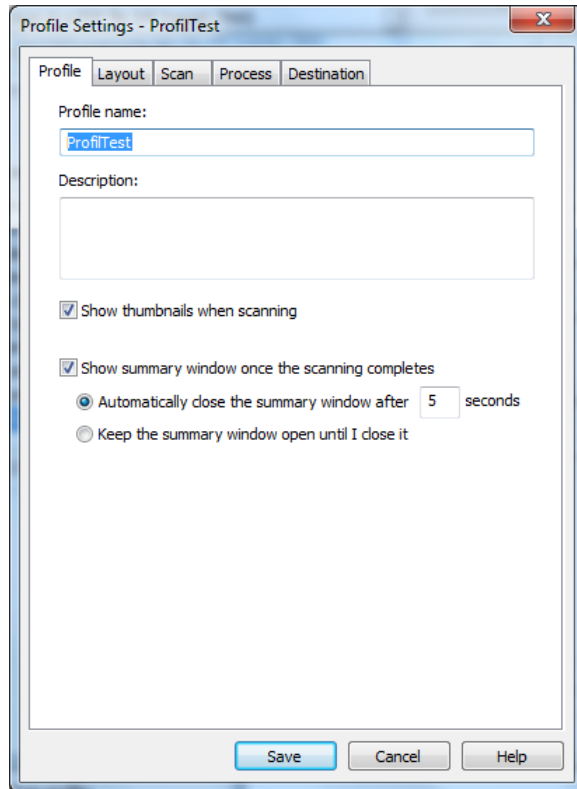 Profile Settings - ProfilTest
Profile Layout Scan Process Destination
Profile name:
ProfilTest
Description:
Show thumbnails when scanning
Show summary window once the scanning completes
Automatically close the summary window after 5 seconds
Keep the summary window open until I close it
Save Cancel Help